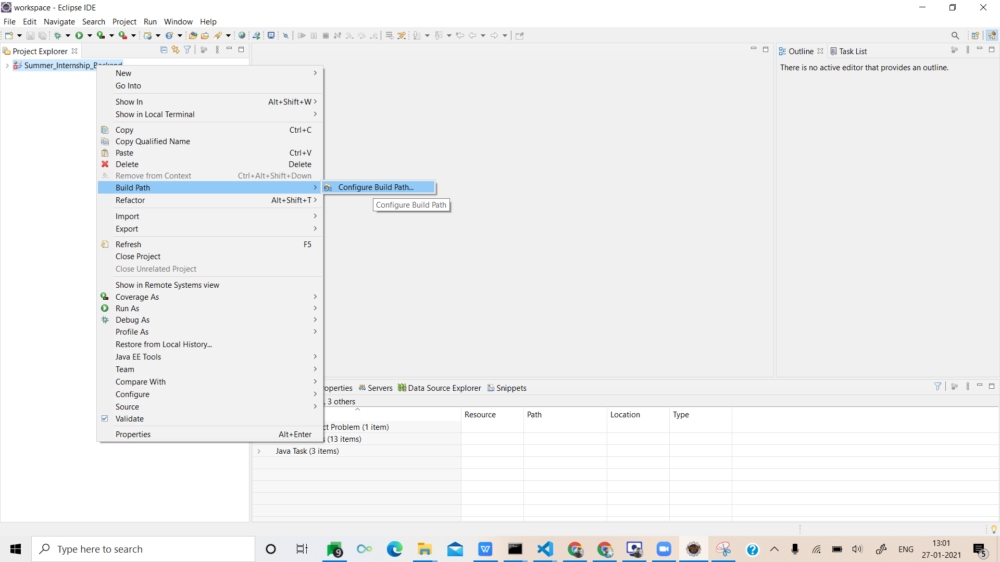 workspace - Eclipse IDE
File Edit Navigate Search Project Run Window Help
Project Explorer
Outline
Task List
Summer_Internship_Backend
There is no active editor that provides an outline.
New
Go Into
Show In Alt+Shift+W
Show in Local Terminal
Copy Ctrl+C
Copy Qualified Name
Paste Ctrl+V
Delete Delete
Remove from Context Ctrl+Alt+Shift+Down
Build Path
Configure Build Path...
Refactor Alt+Shift+T
Configure Build Path
Import
Export
Refresh F5
Close Project
Close Unrelated Project
Show in Remote Systems view
Coverage As
Run As
Debug As
Profile As
Restore from Local History...
Java EE Tools
Team
Compare With
Configure
Source
Validate
Properties Alt+Enter
Servers Data Source Explorer Snippets
, 3 others
Resource Path Location Type
Problem (1 item)
(13 items)
Java Task (3 items)
Type here to search
9
W
ENG
13:01
27-01-2021
5